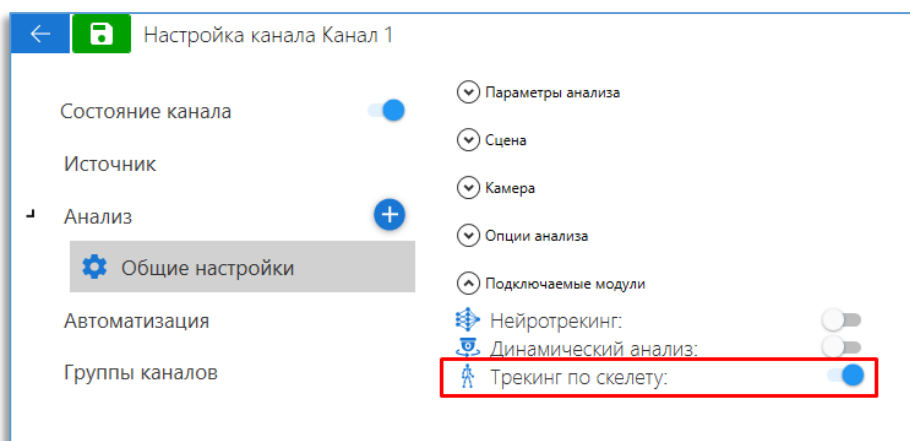 Настройка канала Канал 1
Состояние канала
Источник
Анализ
Общие настройки
Автоматизация
Группы каналов
Параметры анализа
Сцена
Камера
Опции анализа
Подключаемые модули
Нейротрекинг:
Динамический анализ:
Трекинг по скелету: